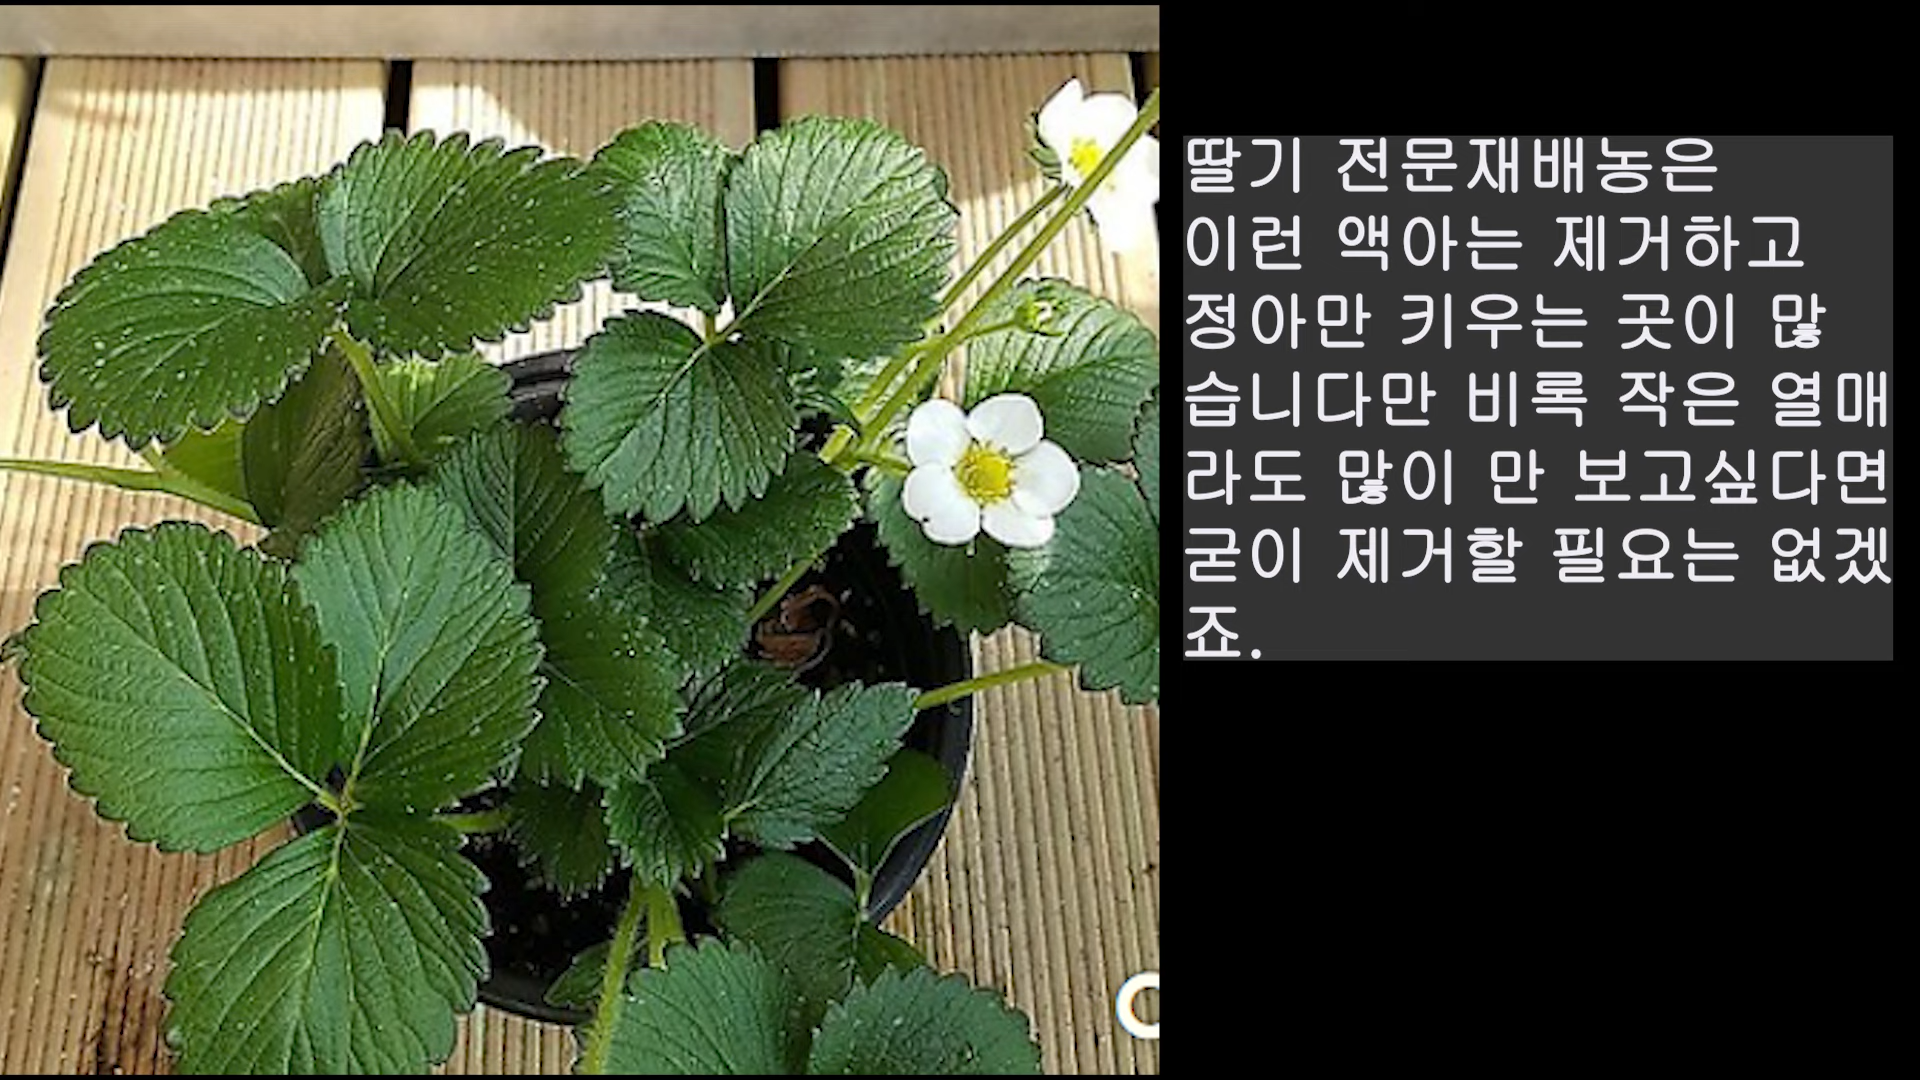 딸기 전문재배농은
이런 액아는 제거하고
정아만 키우는 곳이 많
습니다만 비록 작은 열매
라도 많이 만 보고싶다면
굳이 제거할 필요는 없겠
죠.